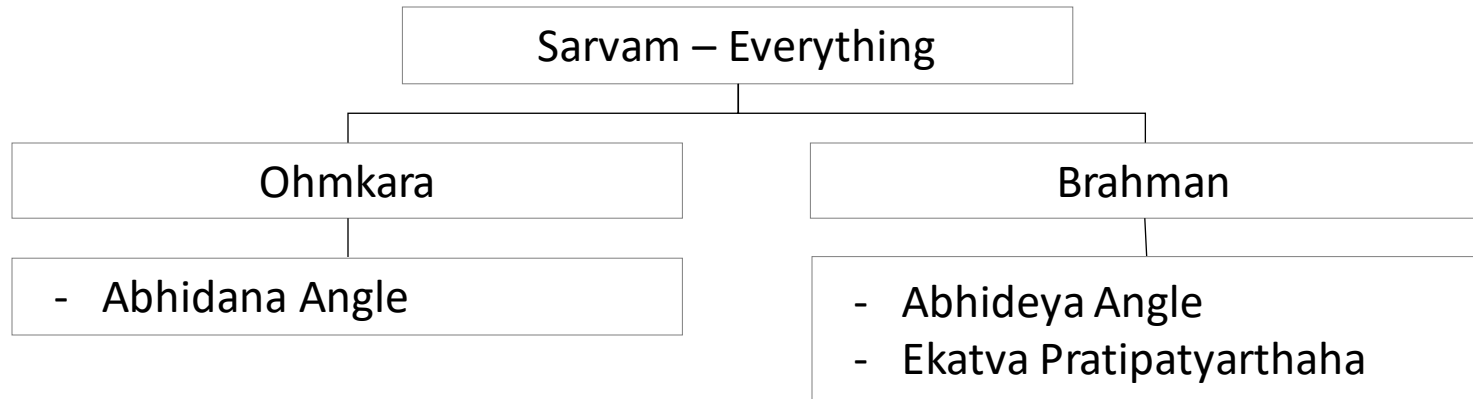 Sarvam – Everything
Ohmkara
Brahman
- Abhidana Angle
- Abhideya Angle
- Ekatva Pratipatyarthaha